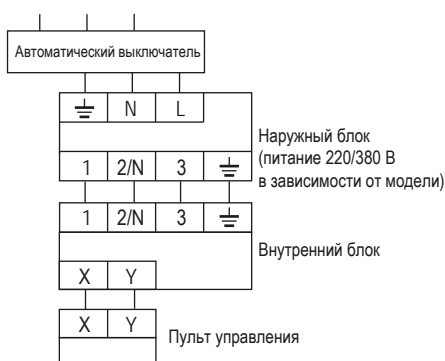 Автоматический выключатель
N L
Наружный блок
(питание 220/380 В
в зависимости от модели)
1 2/N 3
1 2/N 3
Внутренний блок
X Y
X Y
Пульт управления